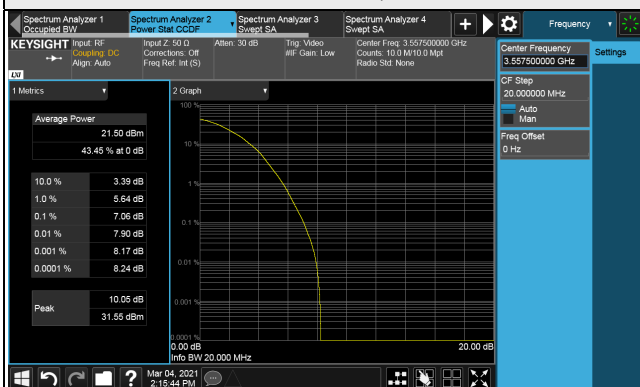 Spectrum Analyzer 1
Occupied BW
Spectrum Analyzer 2
Power Stat CCDF
Spectrum Analyzer 3
Swept SA
Spectrum Analyzer 4
Swept SA
Frequency
KEYSIGHT
Input: RF
Coupling: DC
Align: Auto
Input Z: 50 Ω
Corrections: Off
Freq Ref: Int (S)
Atten: 30 dB
Trig: Video
#IF Gain: Low
Center Freq: 3.557500000 GHz
Counts: 10.0 M/10.0 Mpt
Radio Std: None
LXI
Center Frequency
3.557500000 GHz
Settings
CF Step
20.000000 MHz
Auto
Man
Freq Offset
0 Hz
1 Metrics
Average Power
21.50 dBm
43.45 % at 0 dB
10.0 % 3.39 dB
1.0 % 5.64 dB
0.1 % 7.06 dB
0.01 % 7.90 dB
0.001 % 8.17 dB
0.0001 % 8.24 dB
Peak
10.05 dB
31.55 dBm
2 Graph
100 %
10 %
1 %
0.1 %
0.01 %
0.001 %
0.0001 %
0.00 dB
20.00 dB
Info BW 20.000 MHz
?
Mar 04, 2021
2:15:44 PM